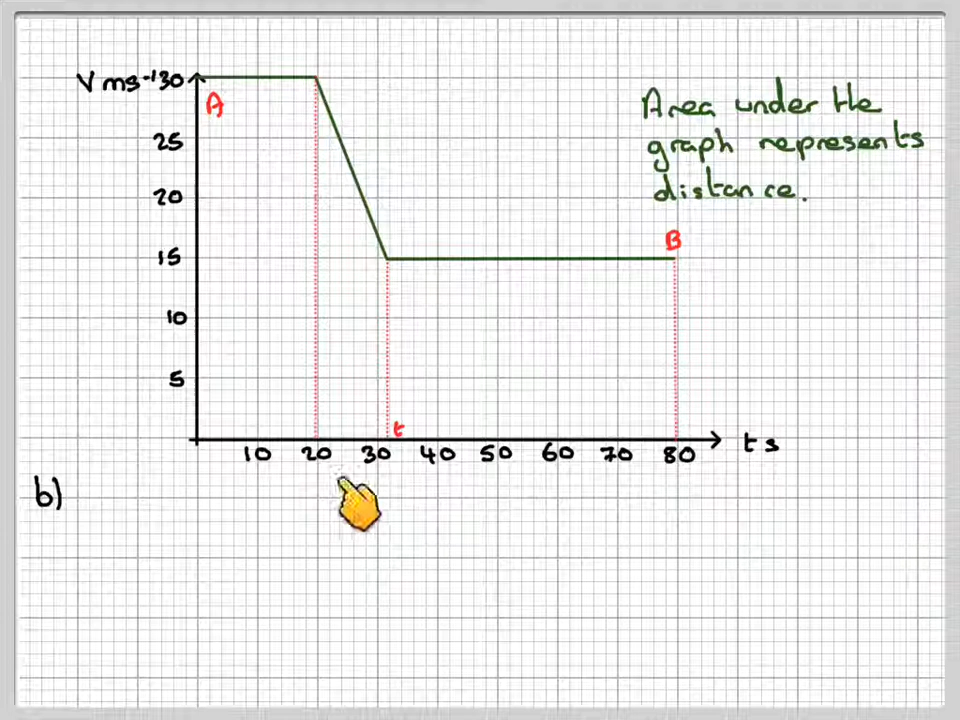 V ms⁻¹ 30
A
Area under the
graph represents
distance.
25
20
B
15
10
5
t
10 20 30 40 50 60 70 80
t s
b)